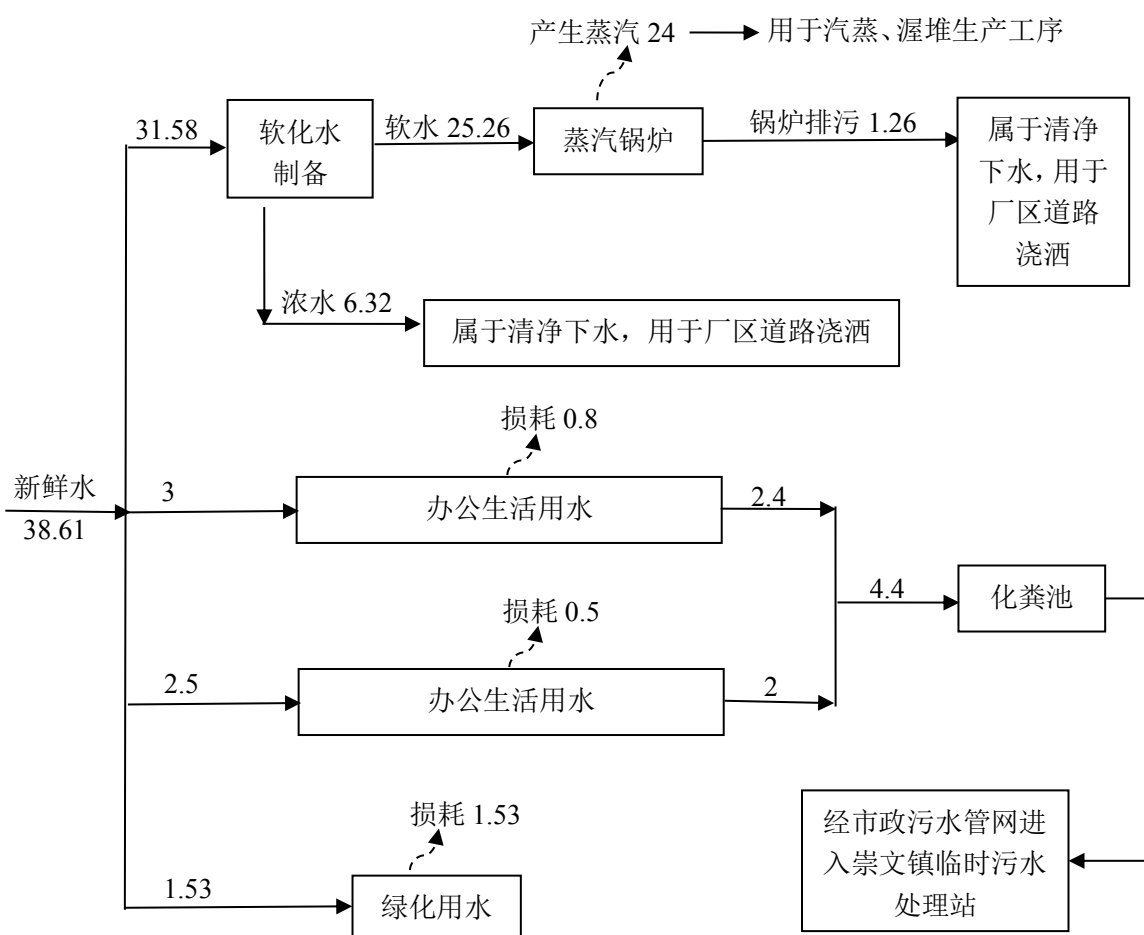 产生蒸汽 24
用于汽蒸、渥堆生产工序
31.58
软化水
制备
软水 25.26
蒸汽锅炉
锅炉排污 1.26
属于清净
下水，用于
厂区道路
浇洒
浓水 6.32
属于清净下水，用于厂区道路浇洒
损耗 0.8
新鲜水
38.61
3
办公生活用水
2.4
损耗 0.5
4.4
化粪池
2.5
办公生活用水
2
损耗 1.53
1.53
绿化用水
经市政污水管网进
入崇文镇临时污水
处理站